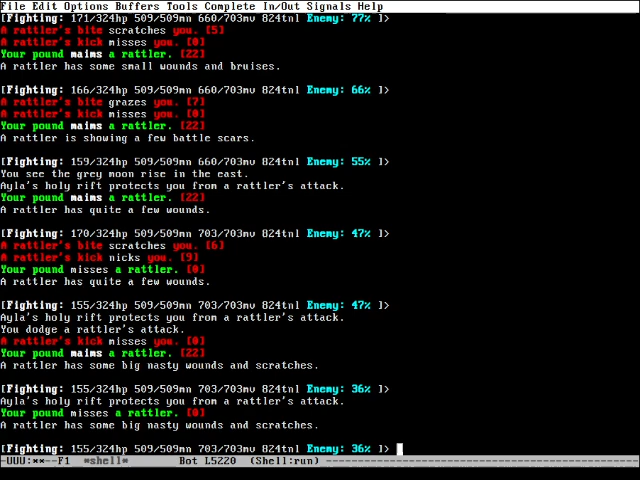 File Edit Options Buffers Tools Complete In/Out Signals Help
[Fighting: 171/324hp 509/509mn 660/703mv 824tnl Enemy: 77% ]>
A rattler's bite scratches you. [5]
A rattler's kick misses you. [0]
Your pound maims a rattler. [22]
A rattler has some small wounds and bruises.
[Fighting: 166/324hp 509/509mn 660/703mv 824tnl Enemy: 66% ]>
A rattler's bite grazes you. [7]
A rattler's kick misses you. [0]
Your pound maims a rattler. [22]
A rattler is showing a few battle scars.
[Fighting: 159/324hp 509/509mn 660/703mv 824tnl Enemy: 55% ]>
You see the grey moon rise in the east.
Ayla's holy rift protects you from a rattler's attack.
Your pound maims a rattler. [22]
A rattler has quite a few wounds.
[Fighting: 170/324hp 509/509mn 703/703mv 824tnl Enemy: 47% ]>
A rattler's bite scratches you. [6]
A rattler's kick nicks you. [9]
Your pound misses a rattler. [0]
A rattler has quite a few wounds.
[Fighting: 155/324hp 509/509mn 703/703mv 824tnl Enemy: 47% ]>
Ayla's holy rift protects you from a rattler's attack.
You dodge a rattler's attack.
A rattler's kick misses you. [0]
Your pound maims a rattler. [22]
A rattler has some big nasty wounds and scratches.
[Fighting: 155/324hp 509/509mn 703/703mv 824tnl Enemy: 36% ]>
Ayla's holy rift protects you from a rattler's attack.
Your pound misses a rattler. [0]
A rattler has some big nasty wounds and scratches.
[Fighting: 155/324hp 509/509mn 703/703mv 824tnl Enemy: 36% ]>
-UUU:**--F1 *shell* Bot L5220 (Shell:run) ----------------------------------------